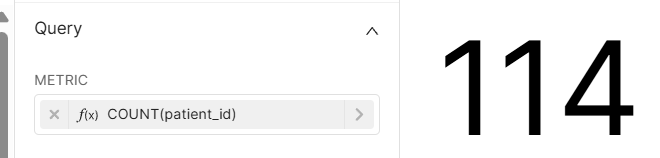 Query
METRIC
f(x) COUNT(patient_id)
114